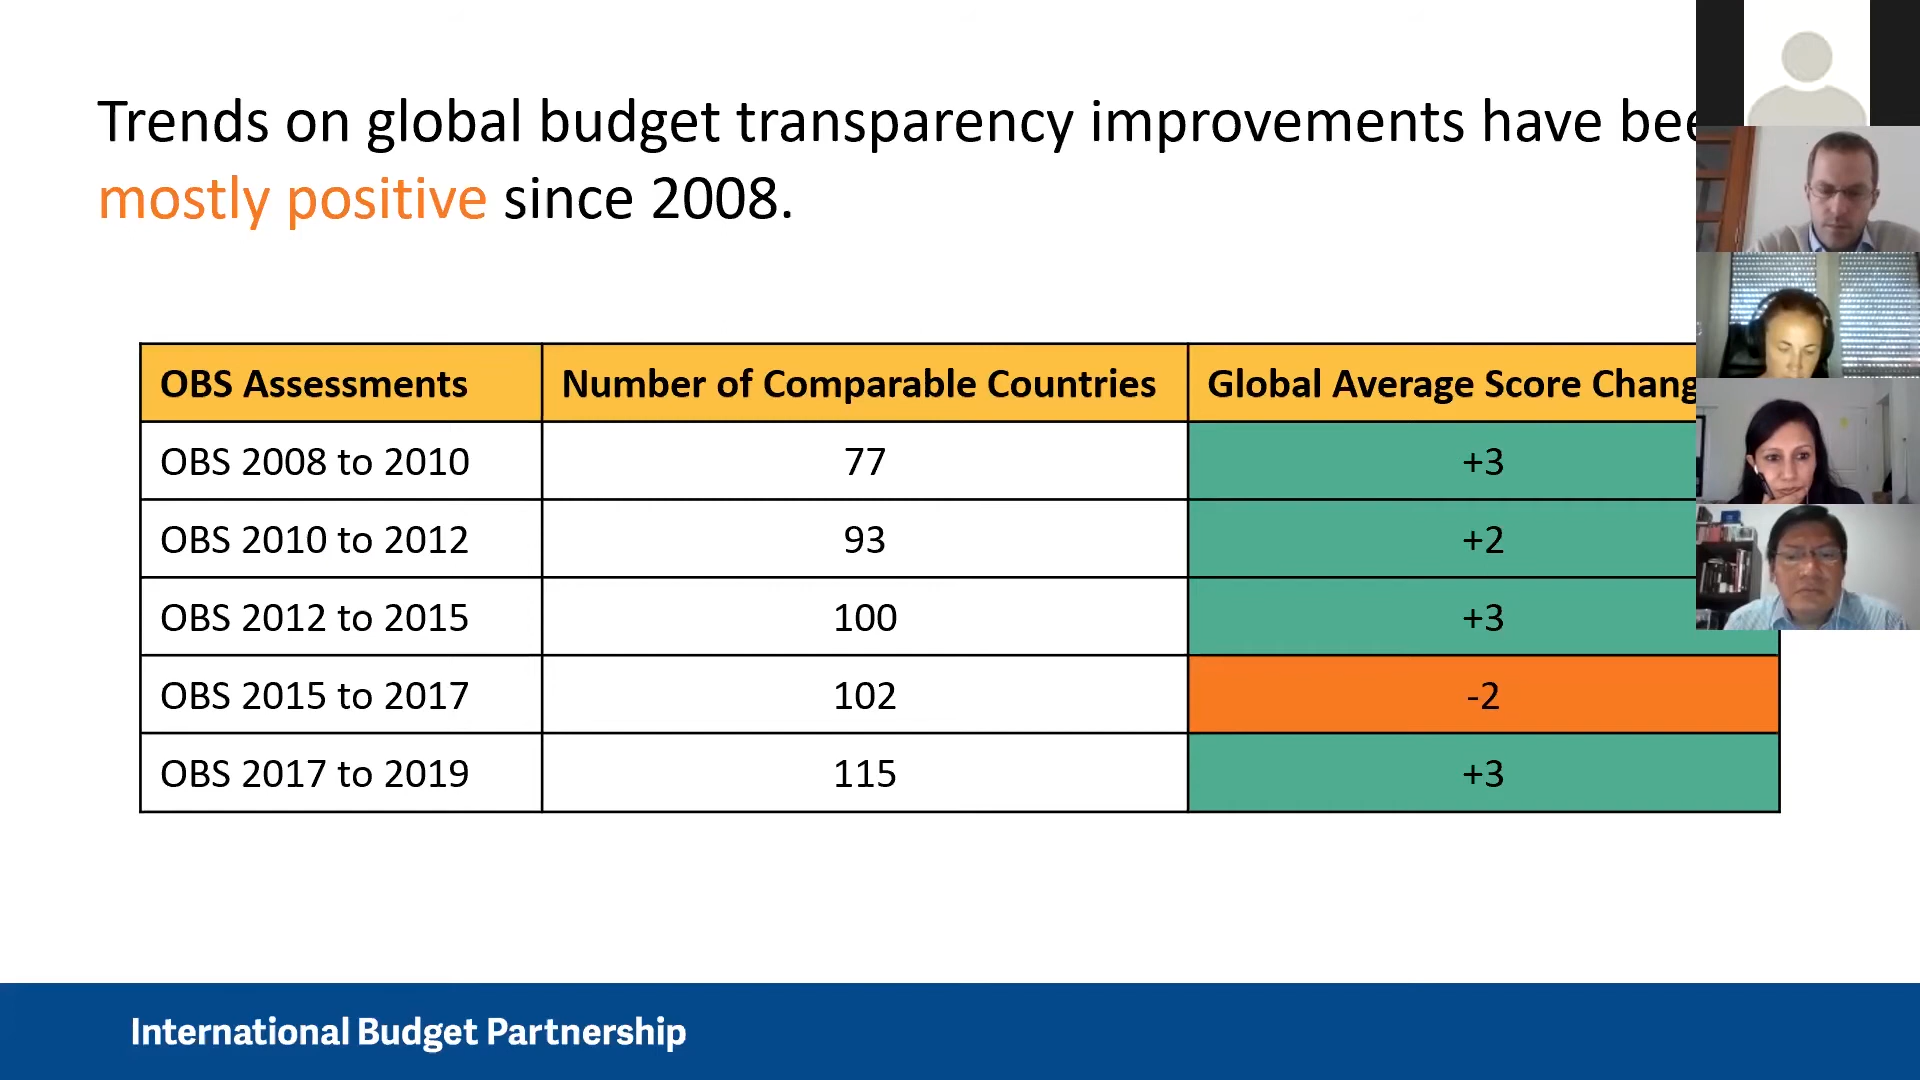 Trends on global budget transparency improvements have
mostly positive since 2008.
OBS Assessments Number of Comparable Countries Global Average Score
OBS 2008 to 2010 77 +3
OBS 2010 to 2012 93 +2
OBS 2012 to 2015 100 +3
OBS 2015 to 2017 102 -2
OBS 2017 to 2019 115 +3
International Budget Partnership